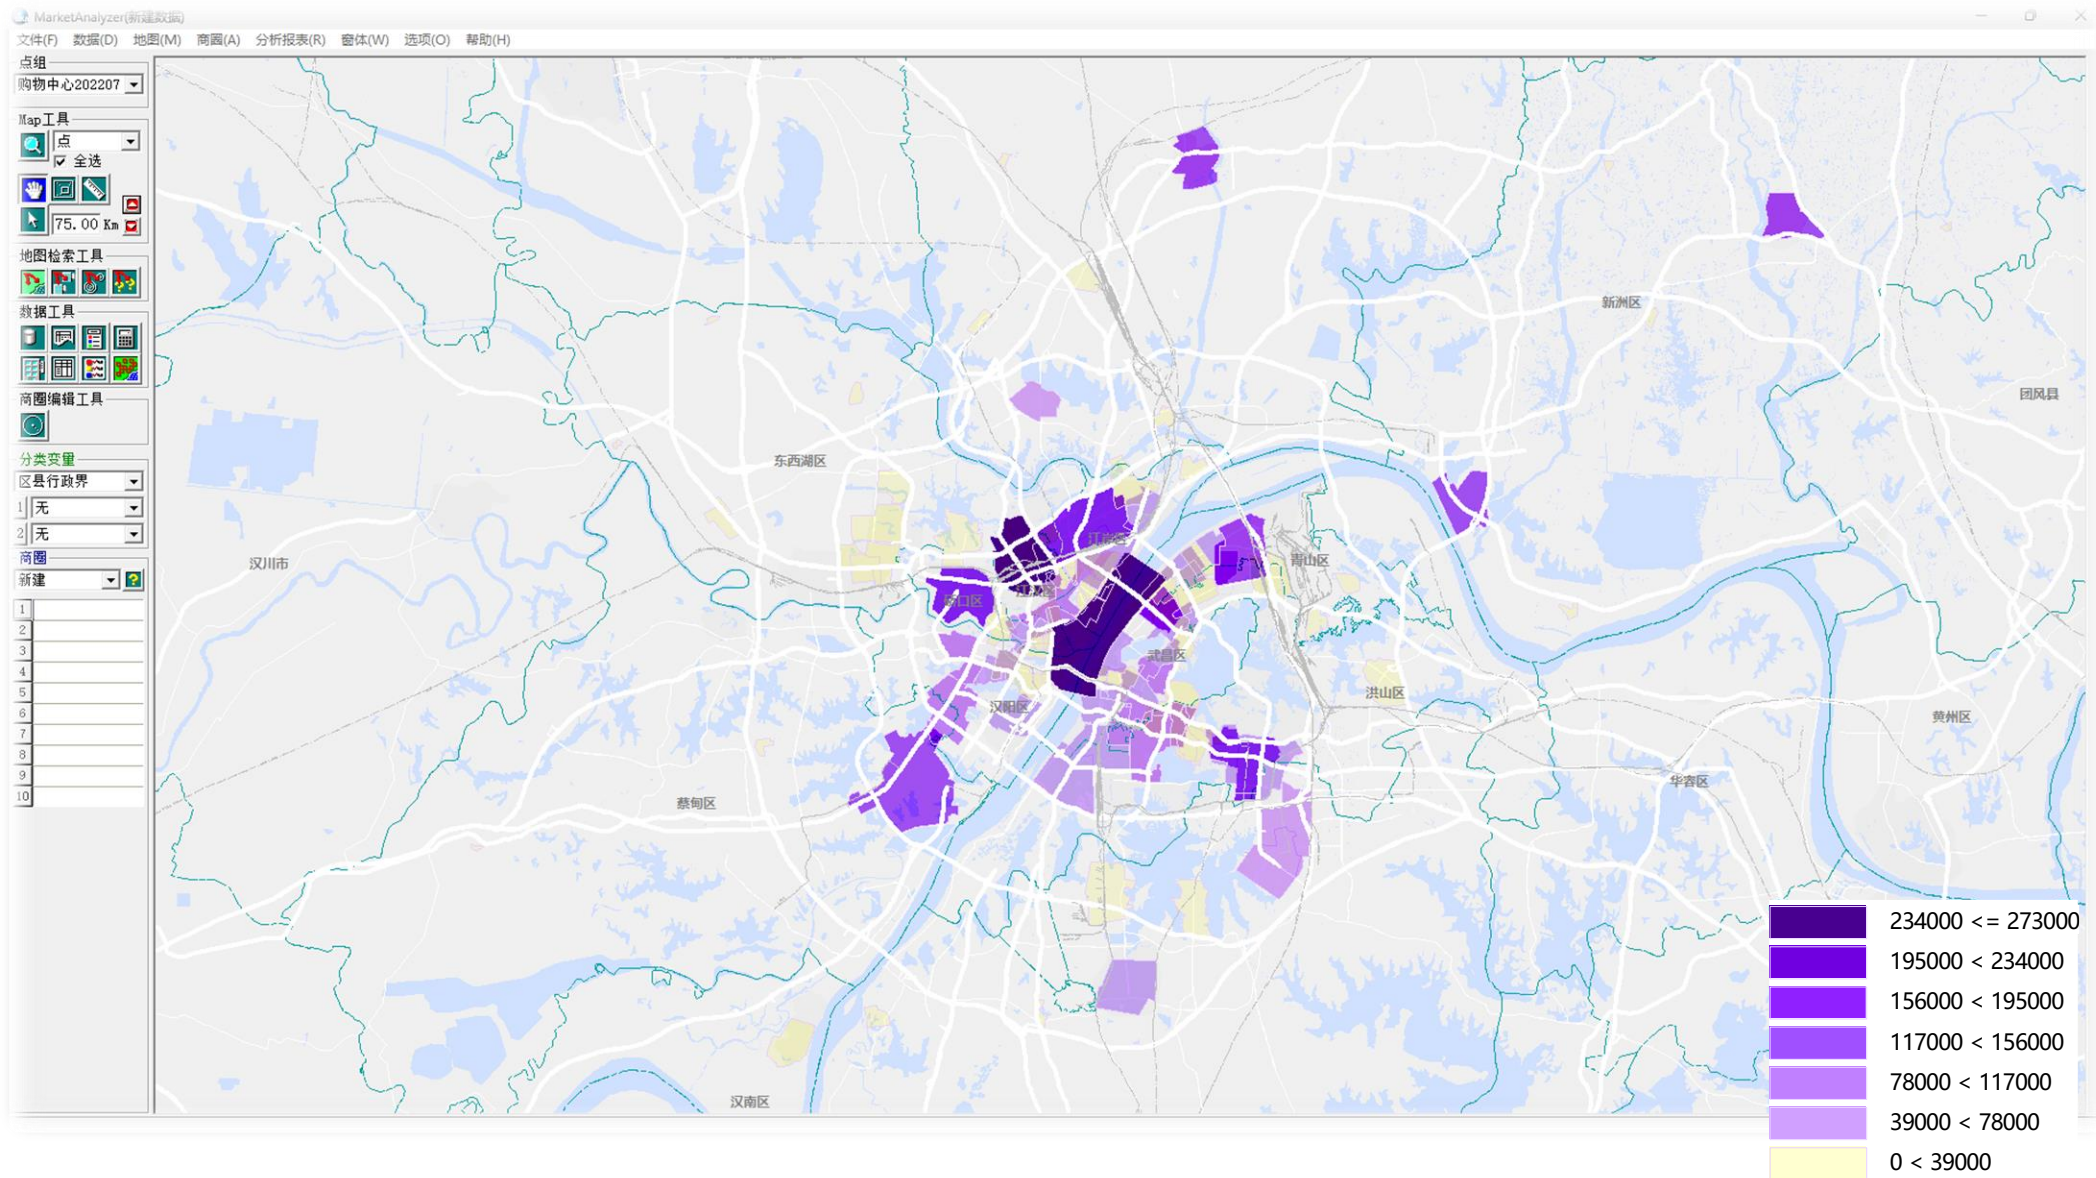 MarketAnalyzer(新建数据)
文件(F) 数据(D) 地图(M) 商圈(A) 分析报表(R) 窗体(W) 选项(O) 帮助(H)
点组
购物中心202207
Map工具
点
全选
75.00 Km
地图检索工具
数据工具
商圈编辑工具
分类变量
区县行政界
1 无
2 无
商圈
新建
1
2
3
4
5
6
7
8
9
10
新洲区
团风县
东西湖区
汉川市
江岸区
青山区
硚口区
江汉区
武昌区
洪山区
汉阳区
黄州区
华容区
蔡甸区
汉南区
234000 <= 273000
195000 < 234000
156000 < 195000
117000 < 156000
78000 < 117000
39000 < 78000
0 < 39000